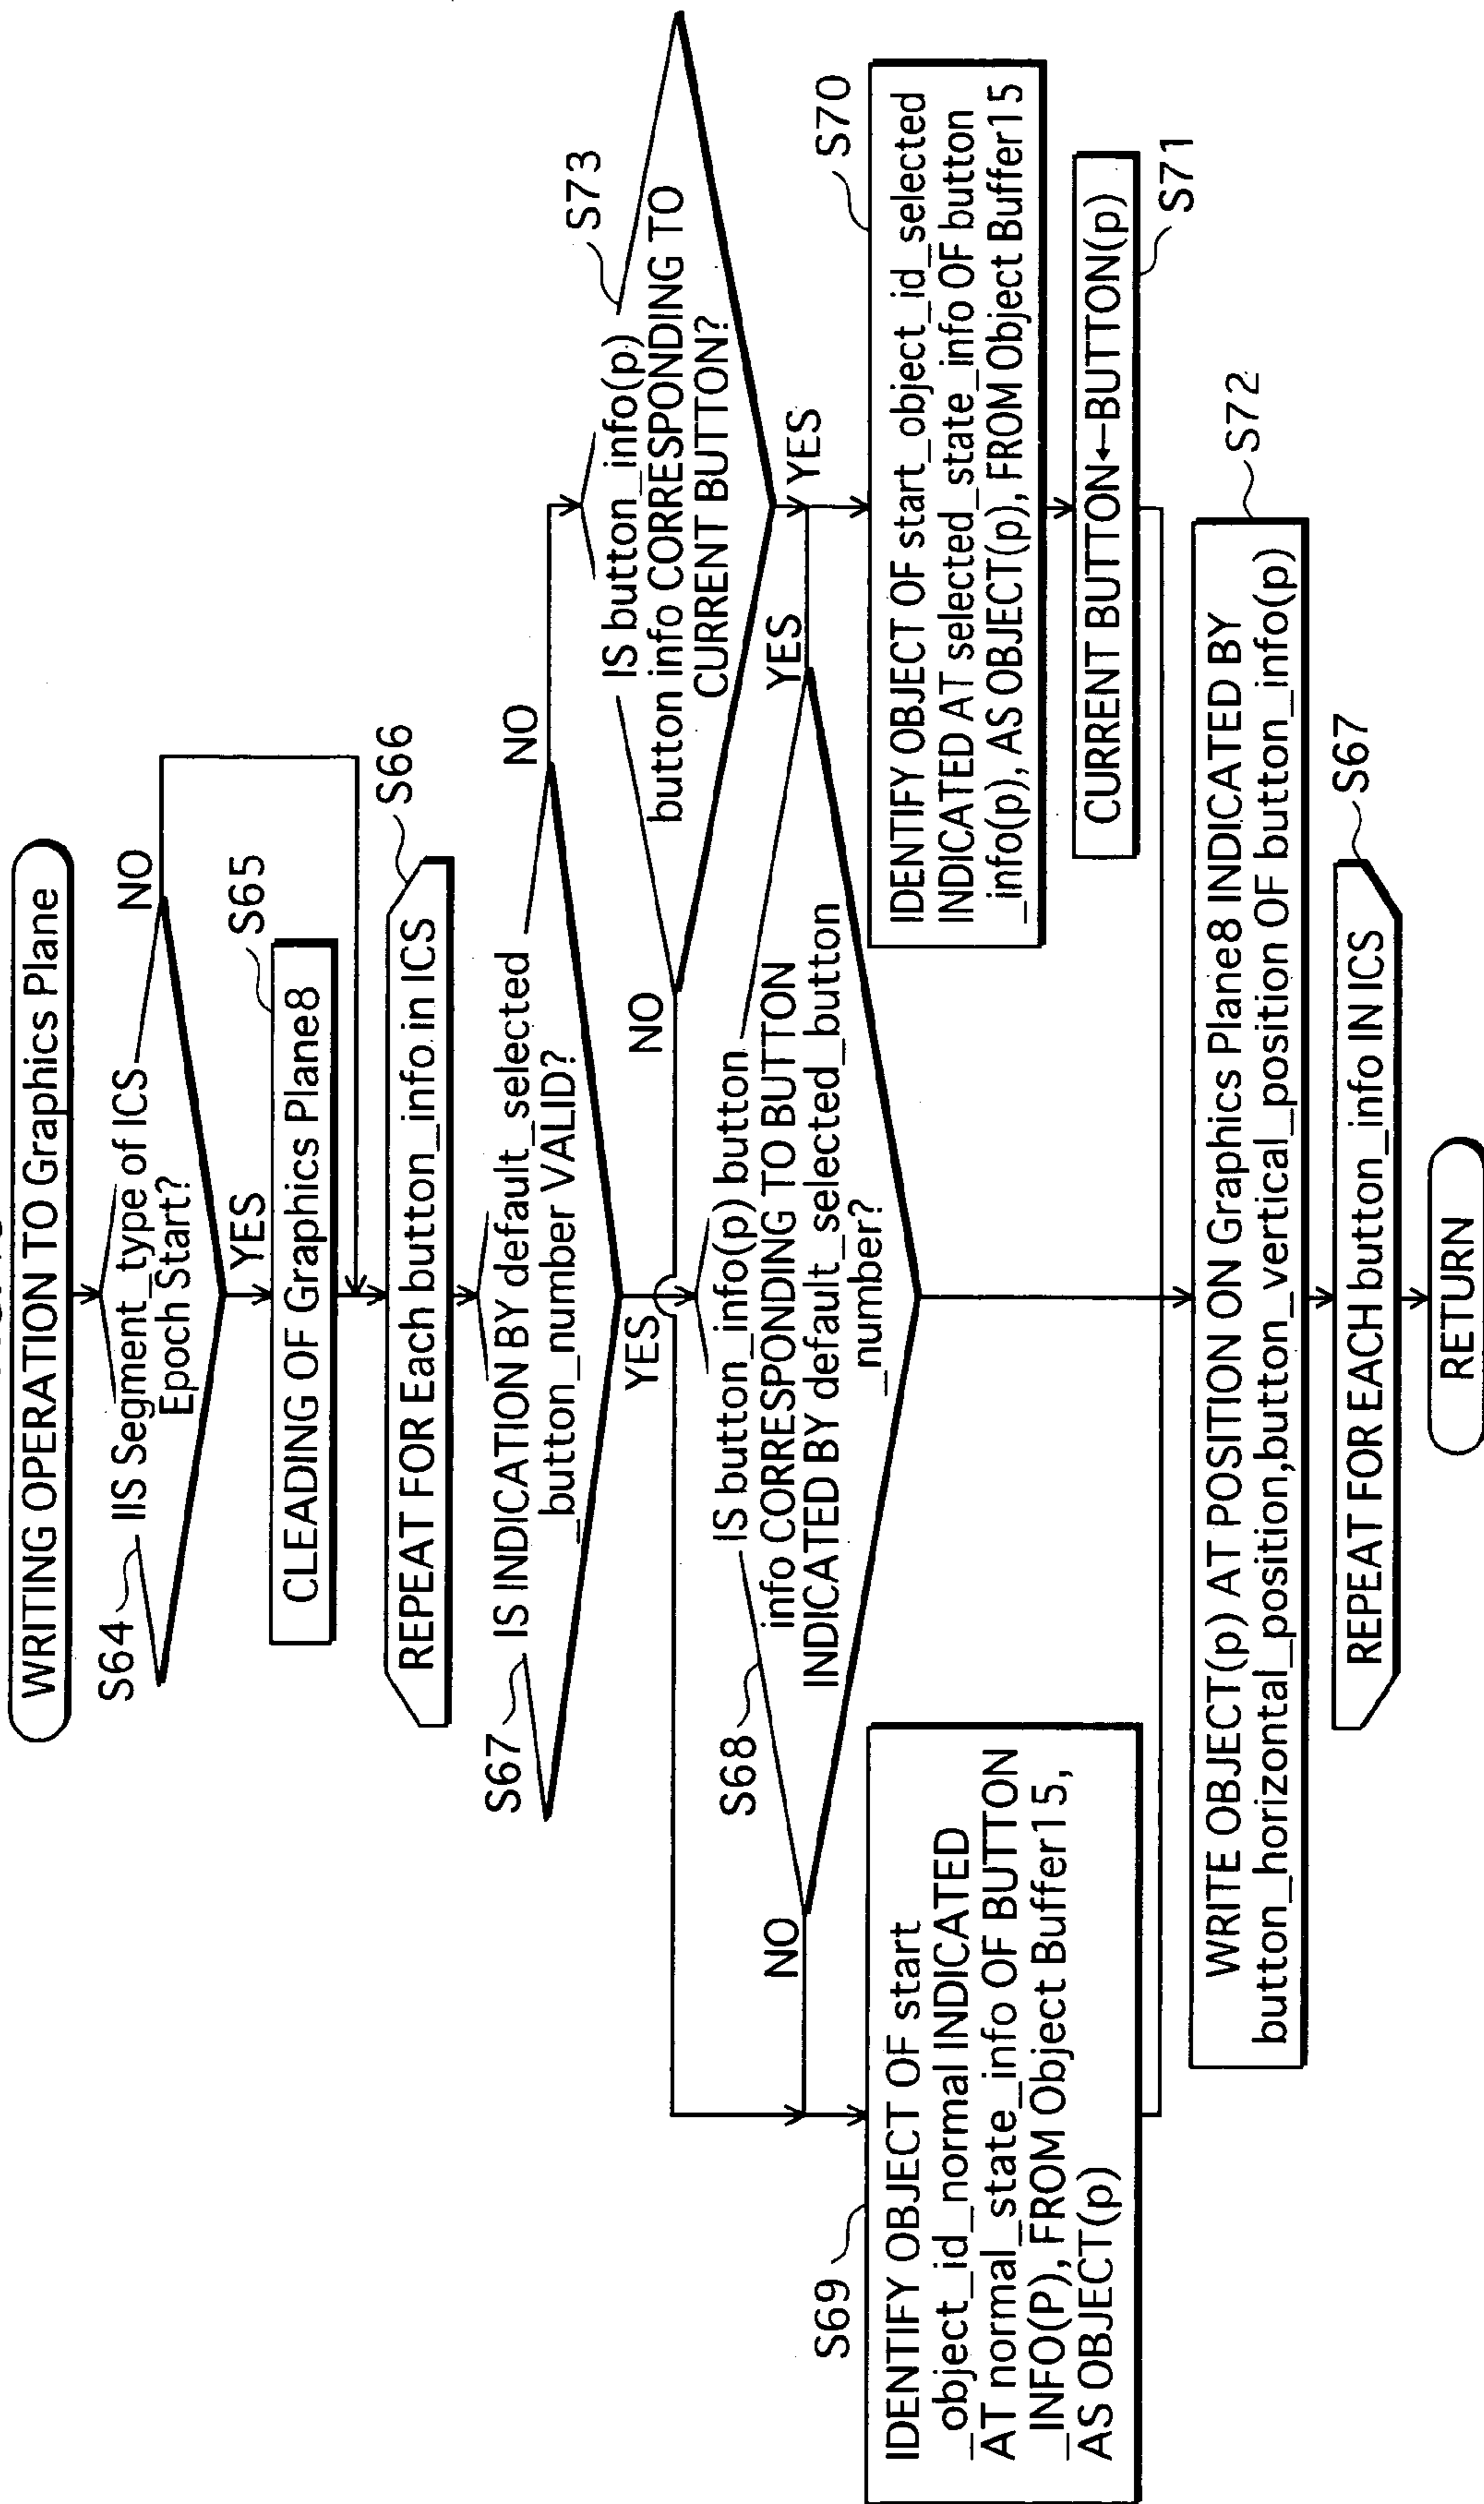 WRITING OPERATION TO Graphics Plane
S64
IIS Segment_type of ICS
Epoch Start?
NO
YES
S65
CLEADING OF Graphics Plane8
S66
REPEAT FOR Each button_info in ICS
S67
IS INDICATION BY default_selected
_button_number VALID?
NO
YES
S73
IS button_info(p)
button info CORRESPONDING TO
CURRENT BUTTON?
NO
YES
S68
IS button_info(p) button
info CORRESPONDING TO BUTTON
INDICATED BY default_selected_button
_number?
NO
YES
S69
IDENTIFY OBJECT OF start
_object_id_normal INDICATED
AT normal_state_info OF BUTTON
_INFO(P), FROM Object Buffer15,
AS OBJECT(p)
S70
IDENTIFY OBJECT OF start_object_id_selected
INDICATED AT selected_state_info OF button
_info(p), AS OBJECT(p), FROM Object Buffer15
CURRENT BUTTON←BUTTON(p)
S71
S72
WRITE OBJECT(p) AT POSITION ON Graphics Plane8 INDICATED BY
button_horizontal_position,button_vertical_position OF button_info(p)
S67
REPEAT FOR EACH button_info IN ICS
RETURN